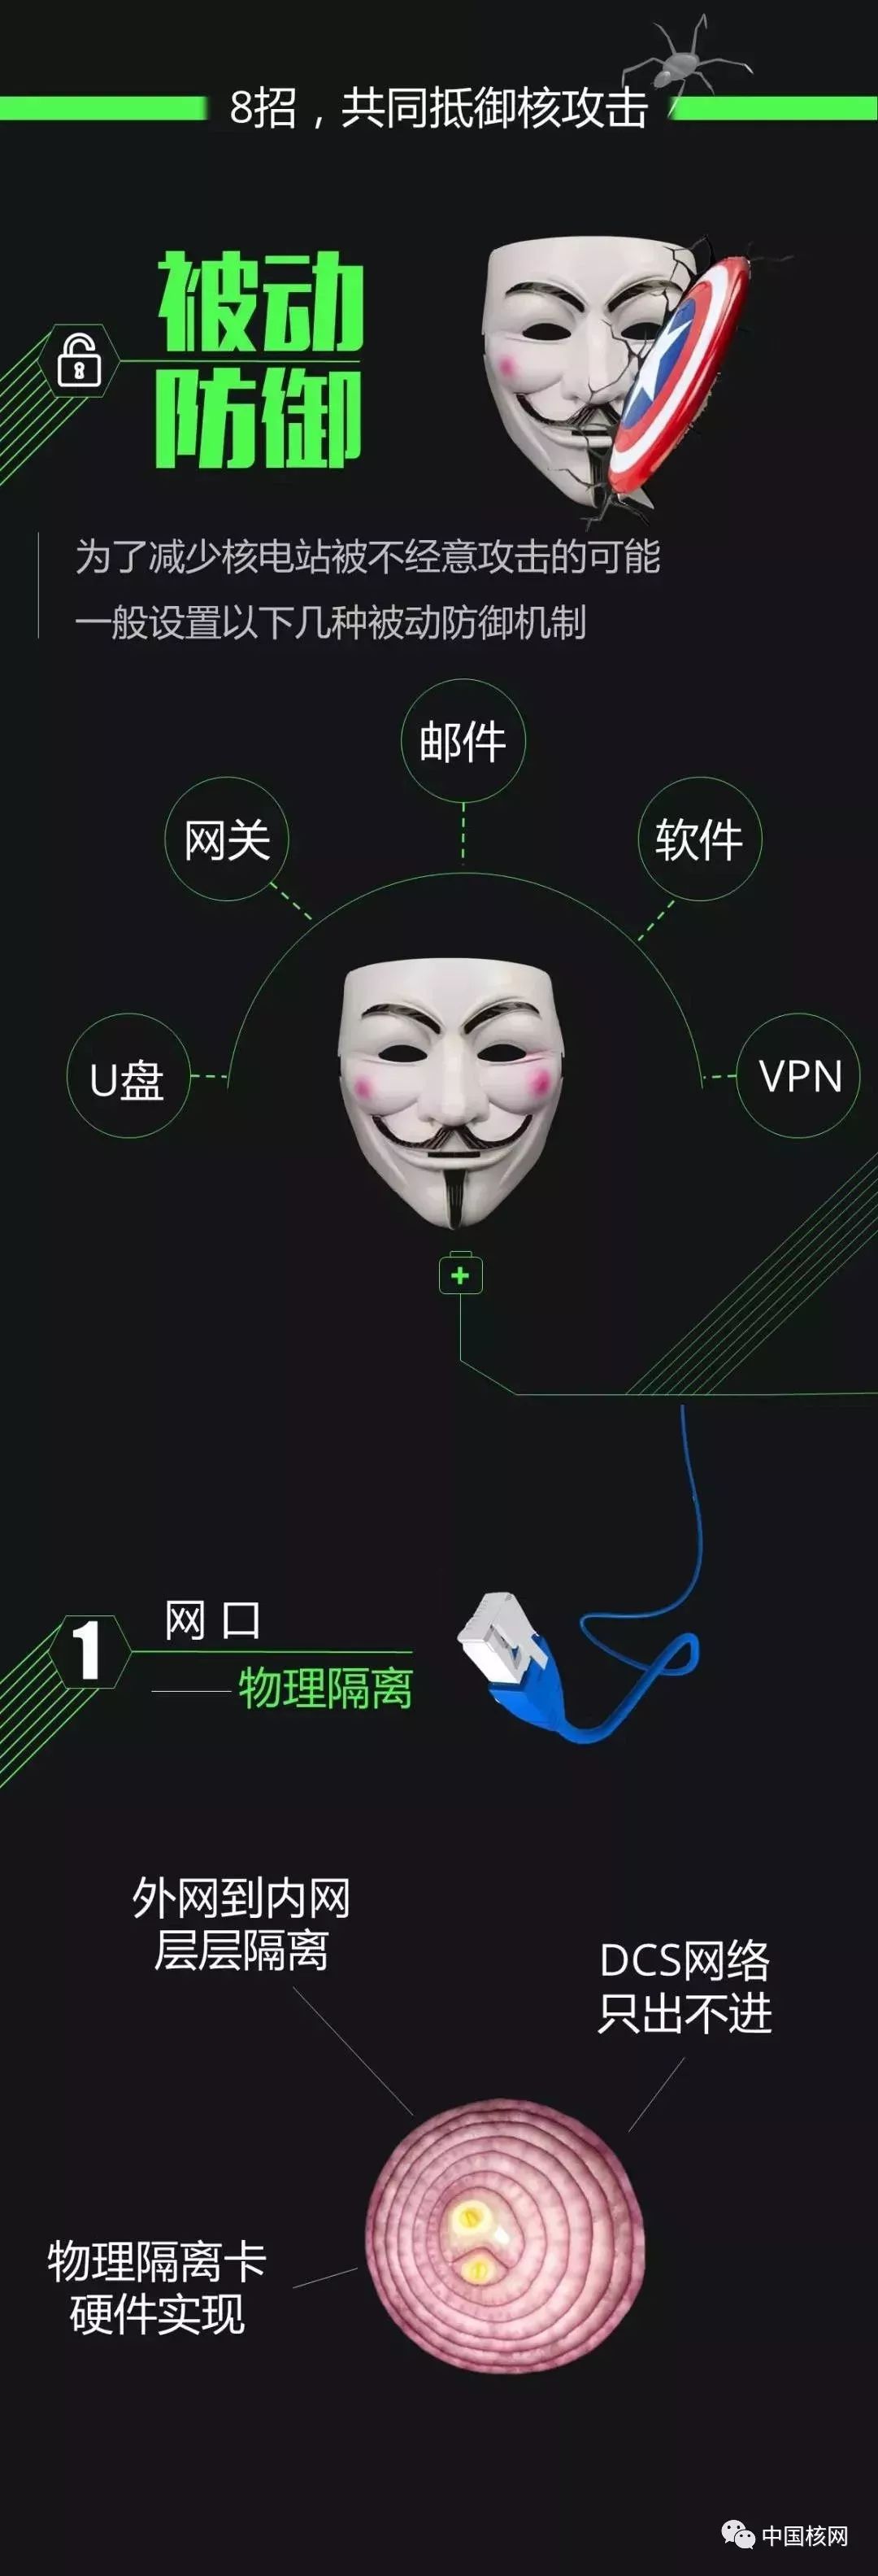 8招，共同抵御核攻击
被动
防御
为了减少核电站被不经意攻击的可能
一般设置以下几种被动防御机制
邮件
网关
软件
U盘
VPN
1
网口
——物理隔离
外网到内网
层层隔离
DCS网络
只出不进
物理隔离卡
硬件实现
中国核网